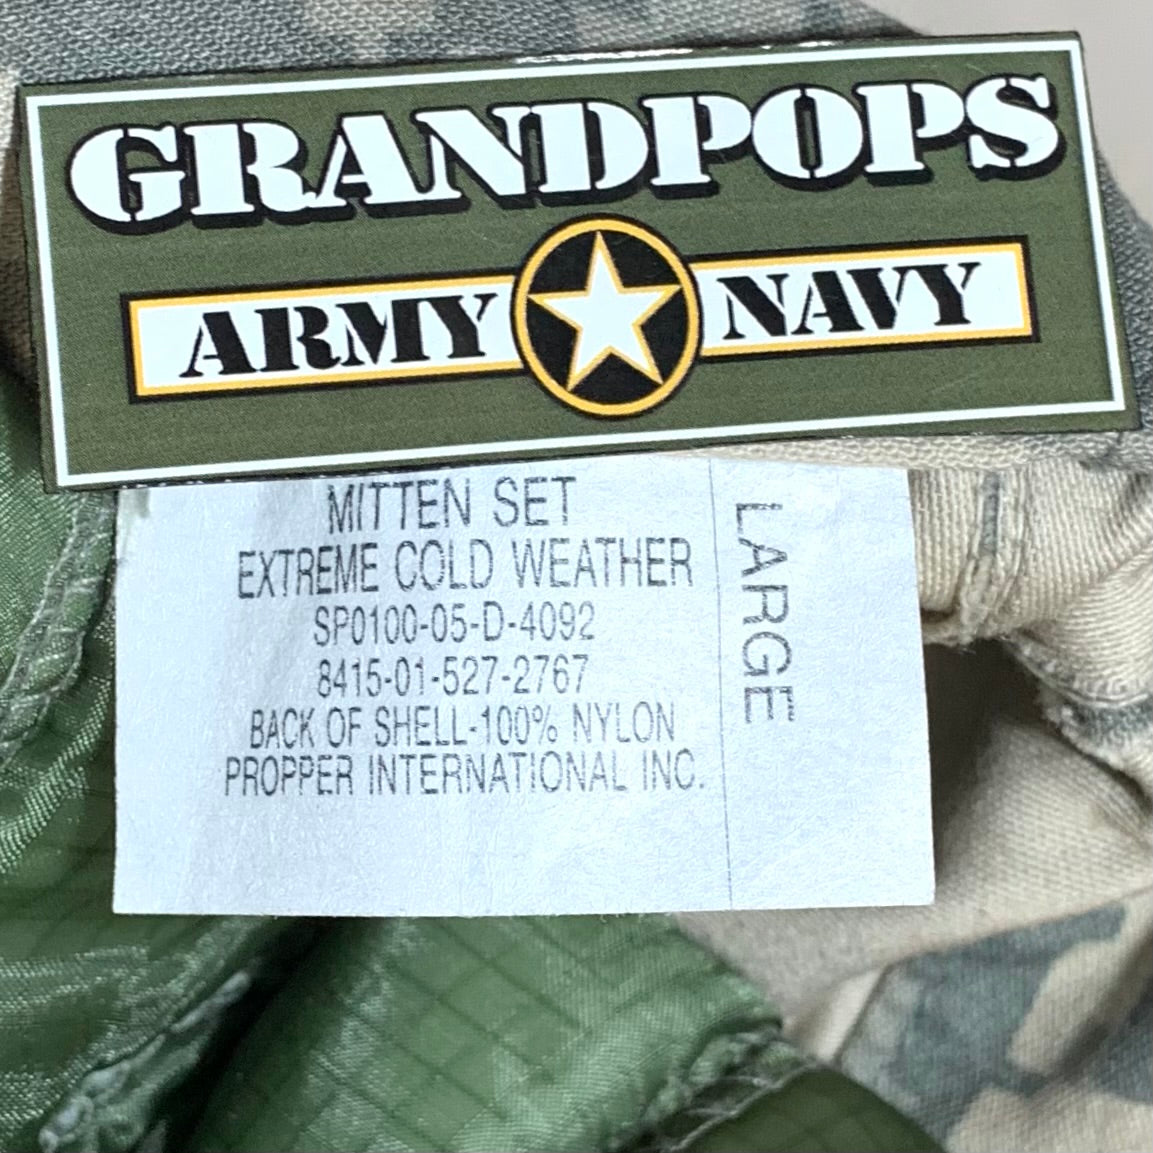 GRANDPOPS
ARMY NAVY
MITTEN SET
EXTREME COLD WEATHER
SP0100-05-D-4092
8415-01-527-2767
BACK OF SHELL-100% NYLON
PROPPER INTERNATIONAL INC.
LARGE